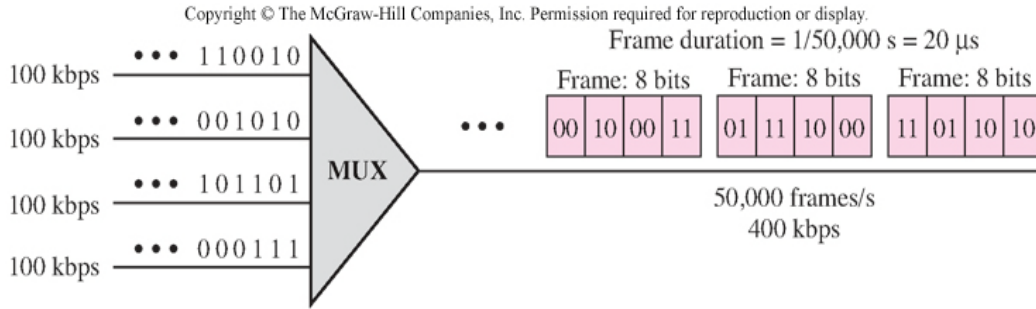 Copyright © The McGraw-Hill Companies, Inc. Permission required for reproduction or display.
Frame duration = 1/50,000 s = 20 μs
Frame: 8 bits Frame: 8 bits Frame: 8 bits
100 kbps ••• 110010
100 kbps ••• 001010
100 kbps ••• 101101
100 kbps ••• 000111
MUX
••• 00 10 00 11 01 11 10 00 11 01 10 10
50,000 frames/s
400 kbps